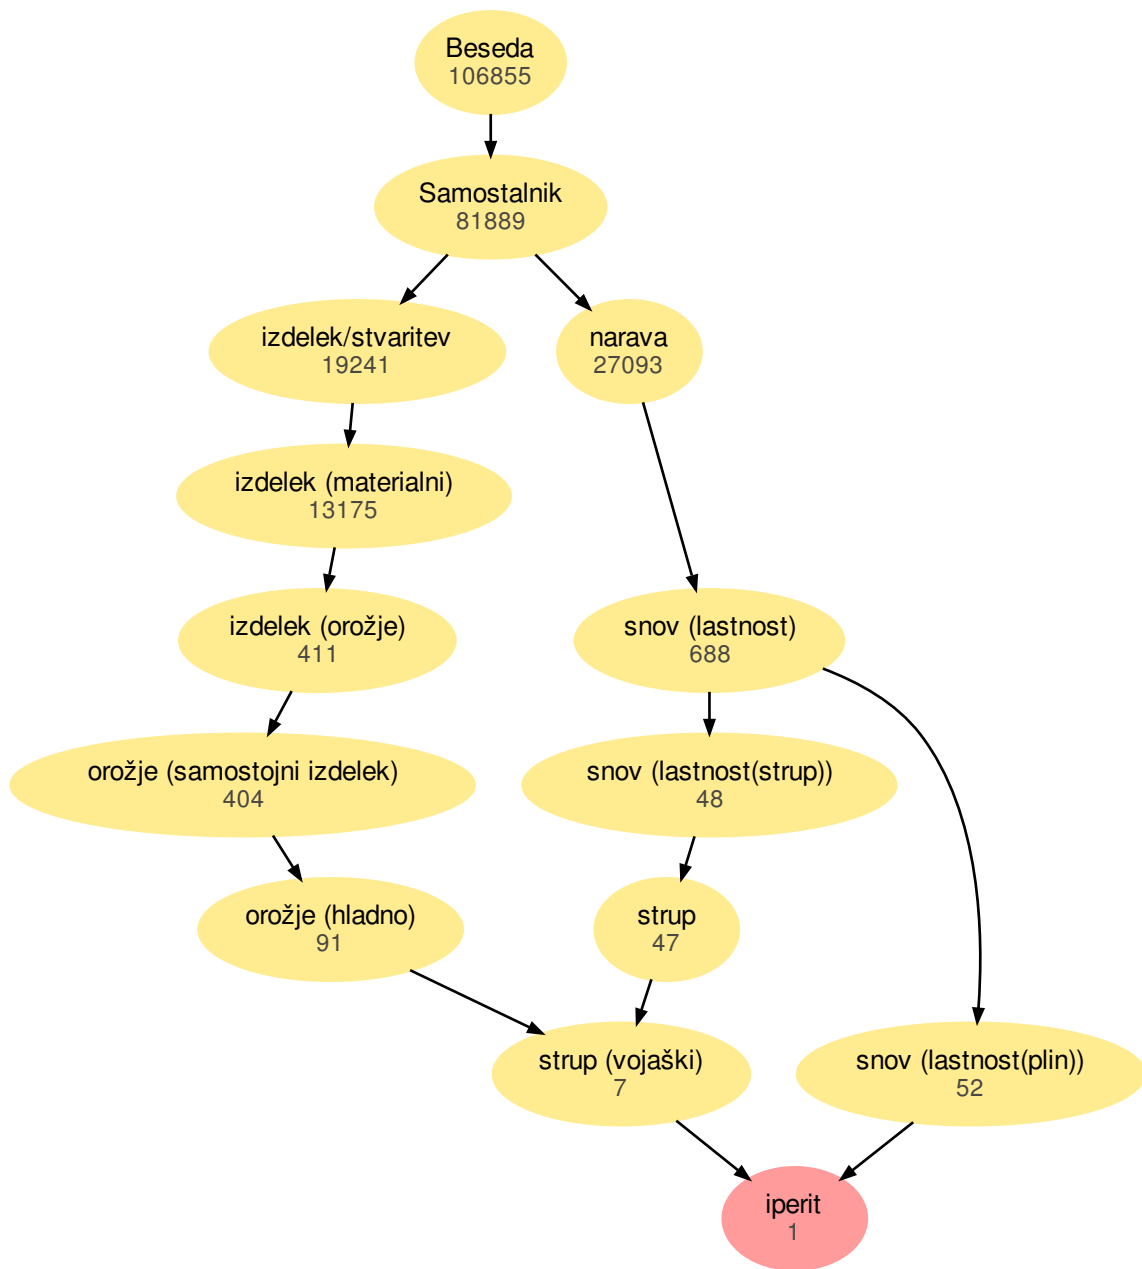 Beseda
106855
Samostalnik
81889
izdelek/stvaritev
19241
narava
27093
izdelek (materialni)
13175
izdelek (orožje)
411
snov (lastnost)
688
orožje (samostojni izdelek)
404
snov (lastnost(strup))
48
orožje (hladno)
91
strup
47
strup (vojaški)
7
snov (lastnost(plin))
52
iperit
1